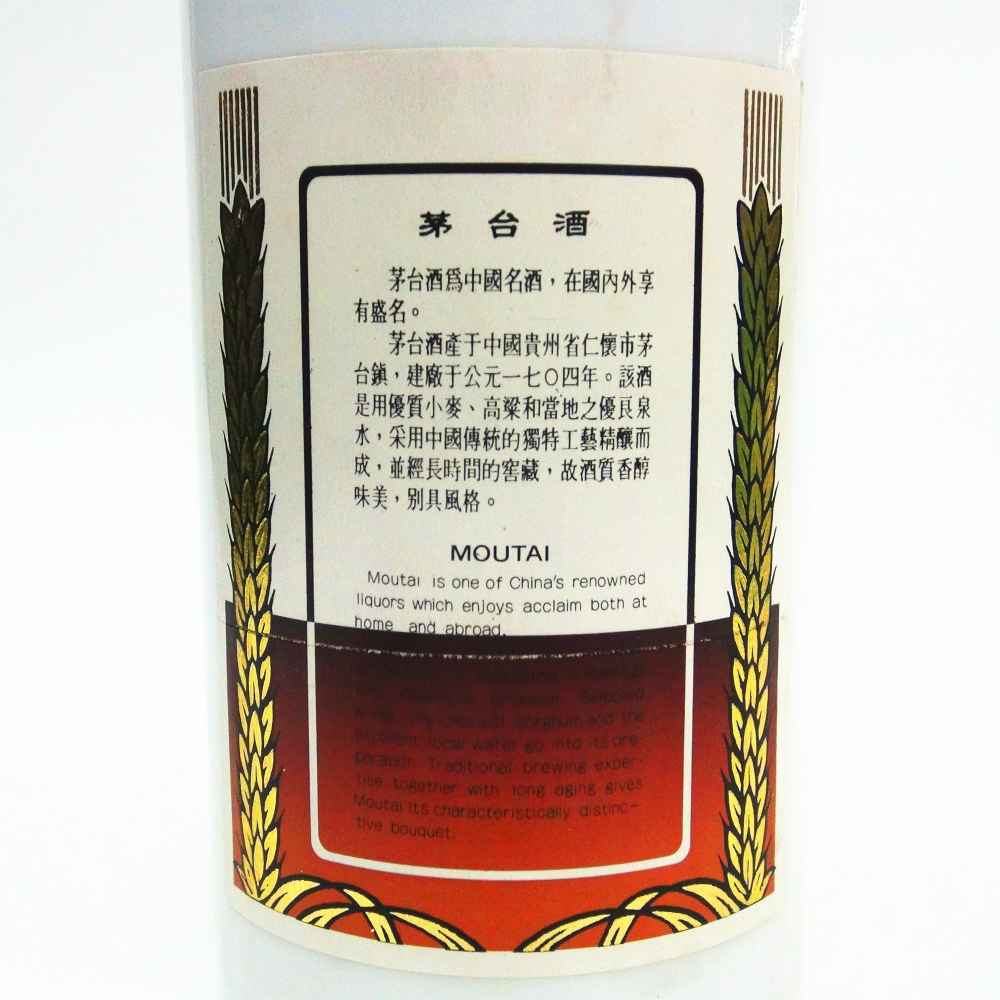 茅台酒
茅台酒爲中國名酒，在國內外享
有盛名。
茅台酒產于中國貴州省仁懷市茅
台鎮，建廠于公元一七〇四年。該酒
是用優質小麥、高粱和當地之優良泉
水，采用中國傳統的獨特工藝精釀而
成，並經長時間的窖藏，故酒質香醇
味美，别具風格。
MOUTAI
Moutai is one of China's renowned
liquors which enjoys acclaim both at
home and abroad.
Selected
sorghum and the
excellent local water go into its pre-
paration. Traditional brewing exper-
tise together with long aging gives
Moutai its characteristically distinc-
tive bouquet.